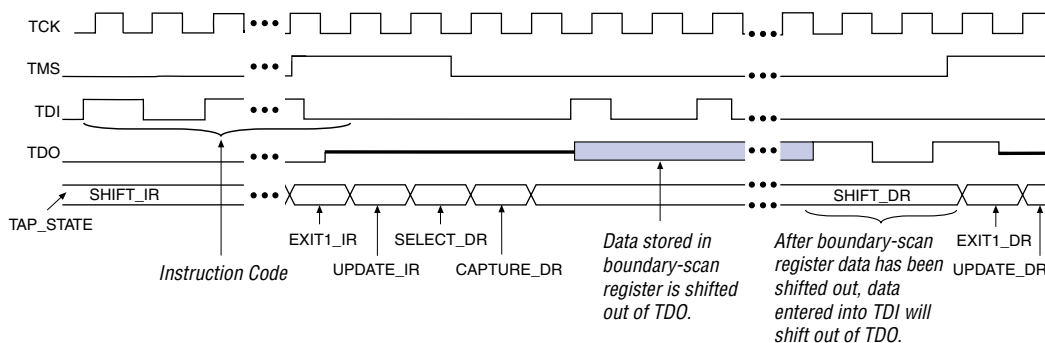 TCK
TMS
TDI
TDO
SHIFT_IR
SHIFT_DR
TAP_STATE
EXIT1_IR
SELECT_DR
EXIT1_DR
Instruction Code
UPDATE_IR
CAPTURE_DR
UPDATE_DR
Data stored in
boundary-scan
register is shifted
out of TDO.
After boundary-scan
register data has been
shifted out, data
entered into TDI will
shift out of TDO.